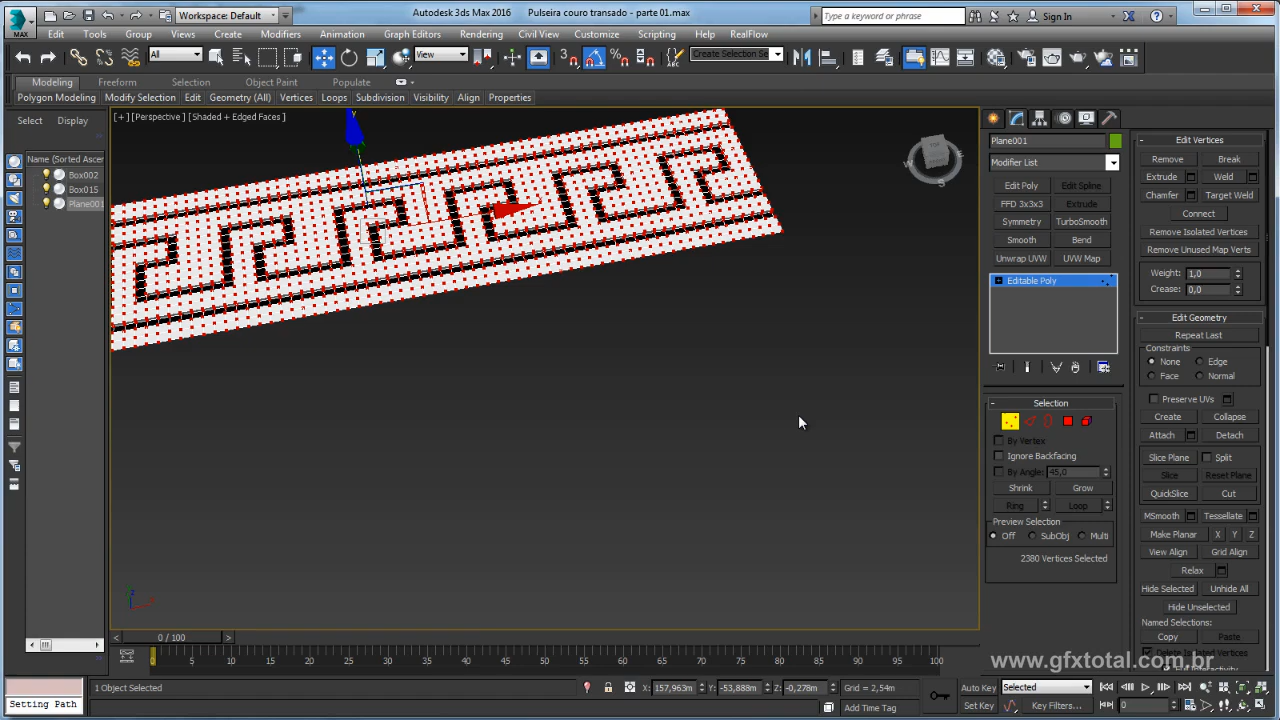 Autodesk 3ds Max 2016 Pulseira couro transado - parte 01.max
MAX
Workspace: Default
Type a keyword or phrase
Sign In
Edit Tools Group Views Create Modifiers Animation Graph Editors Rendering Civil View Customize Scripting Help RealFlow
All
View
Create Selection Se
Modeling Freeform Selection Object Paint Populate
Polygon Modeling Modify Selection Edit Geometry (All) Vertices Loops Subdivision Visibility Align Properties
Select Display
Name (Sorted Ascen
Box002
Box015
Plane001
[+] [Perspective] [Shaded + Edged Faces]
Plane001
Modifier List
Edit Poly Edit Spline
FFD 3x3x3 Extrude
Symmetry TurboSmooth
Smooth Bend
Unwrap UVW UVW Map
Editable Poly
Selection
By Vertex
Ignore Backfacing
By Angle: 45,0
Shrink Grow
Ring Loop
Preview Selection
Off SubObj Multi
2380 Vertices Selected
Edit Vertices
Remove Break
Extrude Weld
Chamfer Target Weld
Connect
Remove Isolated Vertices
Remove Unused Map Verts
Weight: 1,0
Crease: 0,0
Edit Geometry
Repeat Last
Constraints
None Edge
Face Normal
Preserve UVs
Create Collapse
Attach Detach
Slice Plane Split
Slice Reset Plane
QuickSlice Cut
MSmooth Tessellate
Make Planar X Y Z
View Align Grid Align
Relax
Hide Selected Unhide All
Hide Unselected
Named Selections:
Copy Paste
Delete Isolated Vertices
Full Interactivity
www.gfxtotal.com.br
0 / 100
0 5 10 15 20 25 30 35 40 45 50 55 60 65 70 75 80 85 90 95 100
1 Object Selected
X: 157,963m Y: -53,888m Z: -0,278m Grid = 2,54m
Auto Key Selected
Setting Path
Add Time Tag
Set Key Key Filters... 0